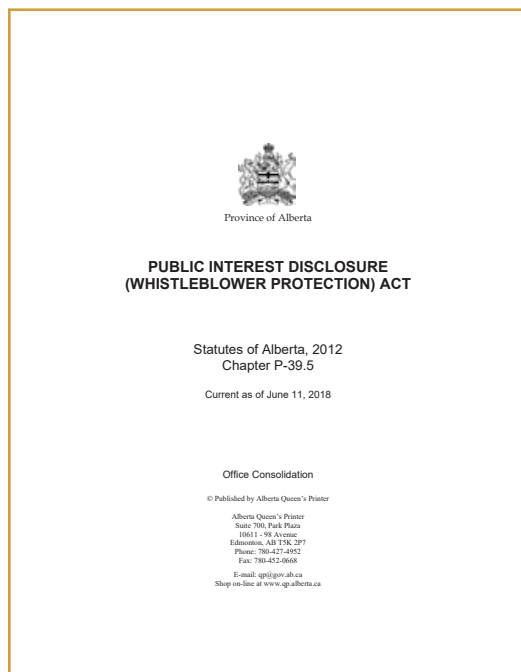 Province of Alberta
PUBLIC INTEREST DISCLOSURE
(WHISTLEBLOWER PROTECTION) ACT
Statutes of Alberta, 2012
Chapter P-39.5
Current as of June 11, 2018
Office Consolidation
© Published by Alberta Queen's Printer
Alberta Queen's Printer
Suite 700, Park Plaza
10611 - 98 Avenue
Edmonton, AB T5K 2P7
Phone: 780-427-4952
Fax: 780-452-0668
E-mail: qp@gov.ab.ca
Shop on-line at www.qp.alberta.ca